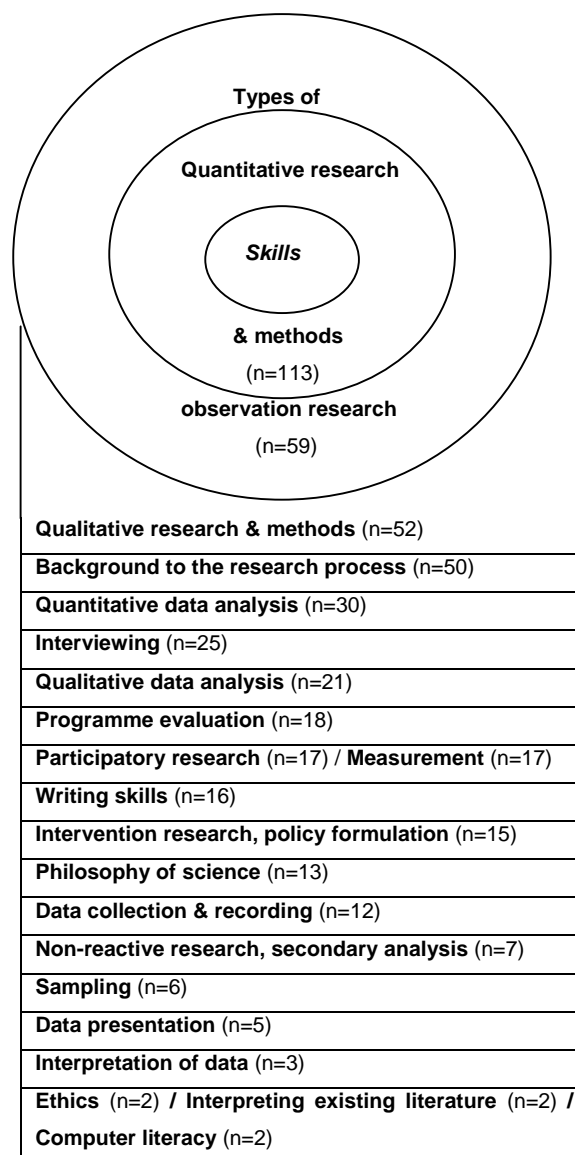 Types of
Quantitative research
Skills
& methods
(n=113)
observation research
(n=59)
Qualitative research & methods (n=52)
Background to the research process (n=50)
Quantitative data analysis (n=30)
Interviewing (n=25)
Qualitative data analysis (n=21)
Programme evaluation (n=18)
Participatory research (n=17) / Measurement (n=17)
Writing skills (n=16)
Intervention research, policy formulation (n=15)
Philosophy of science (n=13)
Data collection & recording (n=12)
Non-reactive research, secondary analysis (n=7)
Sampling (n=6)
Data presentation (n=5)
Interpretation of data (n=3)
Ethics (n=2) / Interpreting existing literature (n=2) /
Computer literacy (n=2)